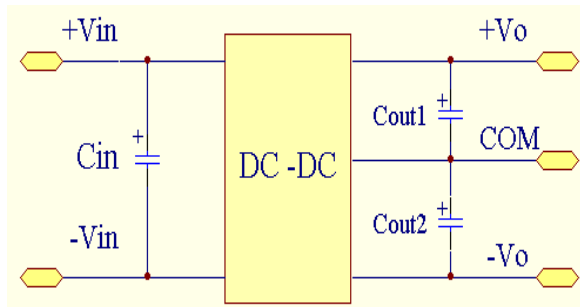 +Vin
+Vo
+
Cout1
+
COM
Cin
DC -DC
+
Cout2
-Vin
-Vo